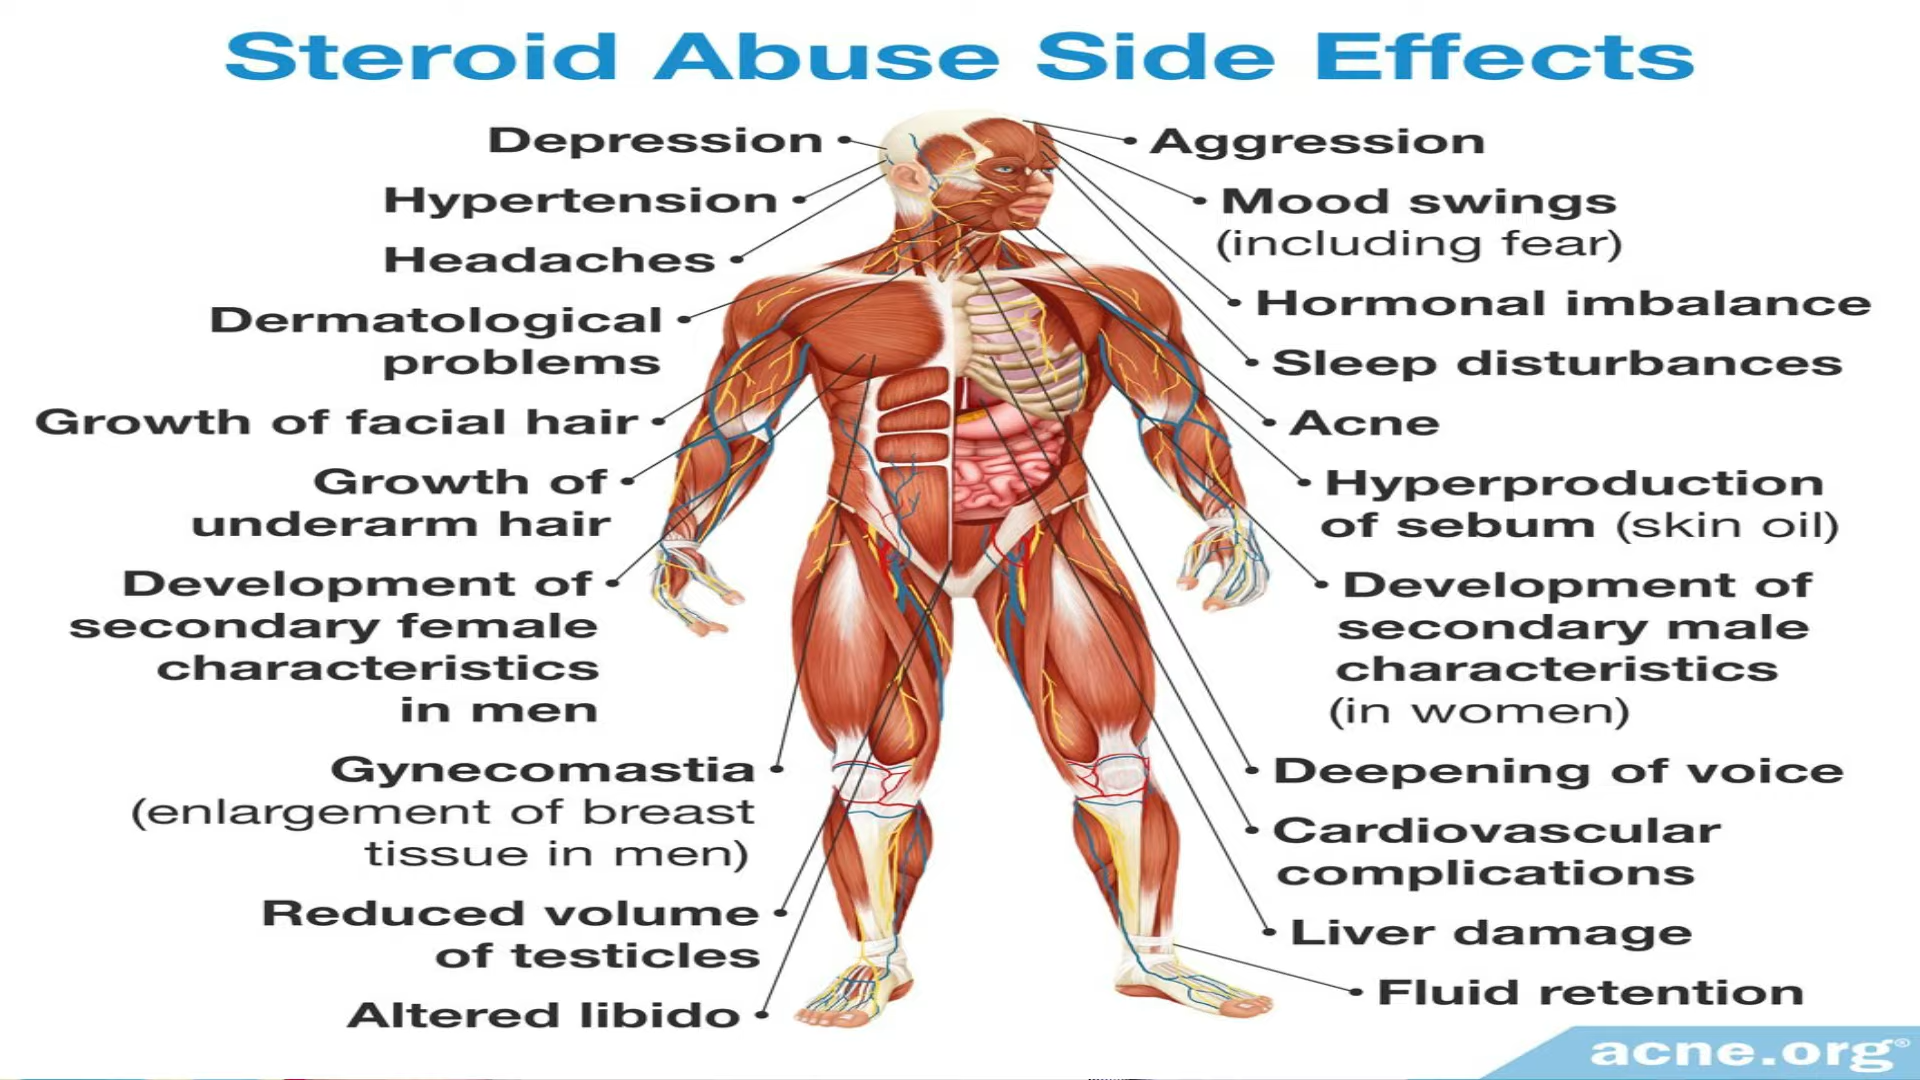 Steroid Abuse Side Effects
Depression
Hypertension
Headaches
Dermatological
problems
Growth of facial hair
Growth of
underarm hair
Development of
secondary female
characteristics
in men
Gynecomastia
(enlargement of breast
tissue in men)
Reduced volume
of testicles
Altered libido
Aggression
Mood swings
(including fear)
Hormonal imbalance
Sleep disturbances
Acne
Hyperproduction
of sebum (skin oil)
Development of
secondary male
characteristics
(in women)
Deepening of voice
Cardiovascular
complications
Liver damage
Fluid retention
acne.org®